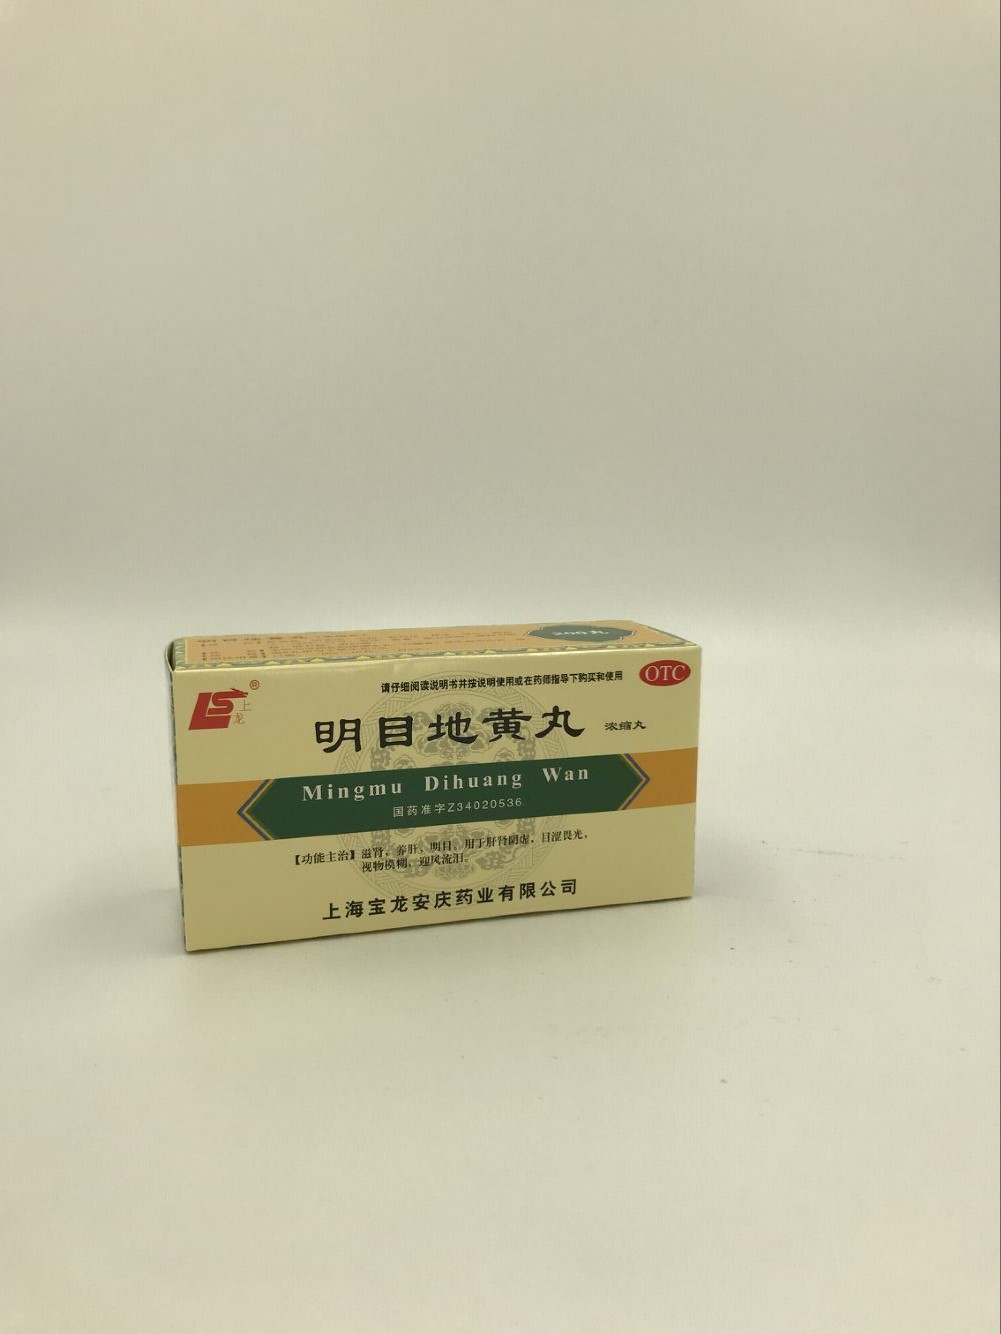 200丸
上龙
®
请仔细阅读说明书并按说明使用或在药师指导下购买和使用
OTC
明目地黄丸 浓缩丸
Mingmu Dihuang Wan
国药准字Z34020536
【功能主治】滋肾，养肝，明目。用于肝肾阴虚，目涩畏光，
视物模糊，迎风流泪。
上海宝龙安庆药业有限公司